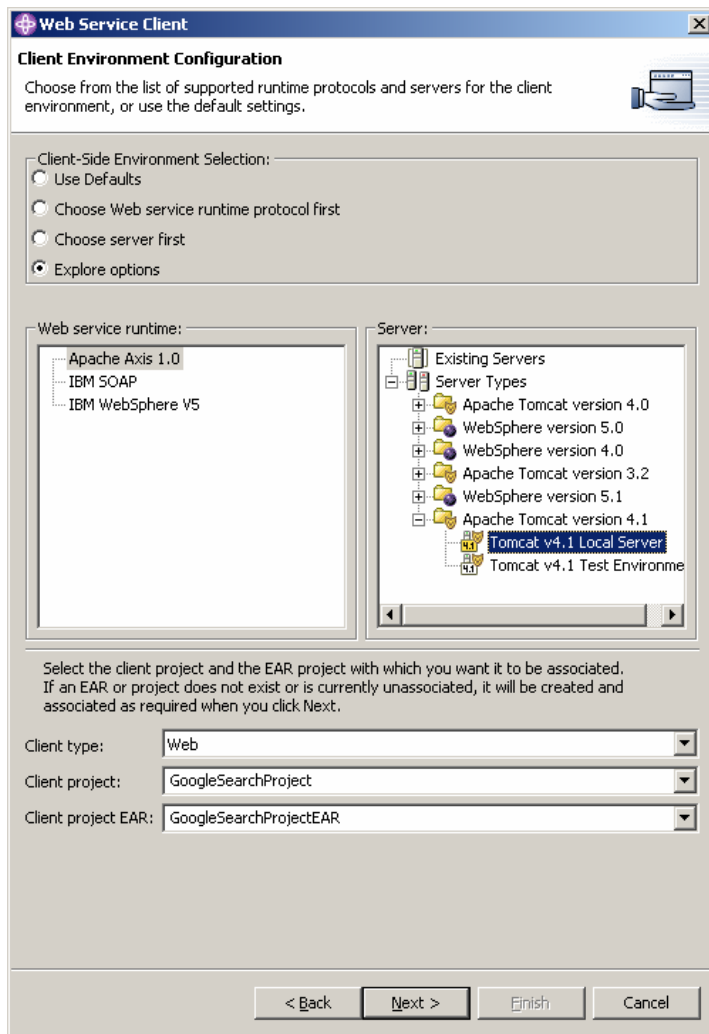 Web Service Client
Client Environment Configuration
Choose from the list of supported runtime protocols and servers for the client
environment, or use the default settings.
Client-Side Environment Selection:
Use Defaults
Choose Web service runtime protocol first
Choose server first
Explore options
Web service runtime:
Apache Axis 1.0
IBM SOAP
IBM WebSphere V5
Server:
Existing Servers
Server Types
Apache Tomcat version 4.0
WebSphere version 5.0
WebSphere version 4.0
Apache Tomcat version 3.2
WebSphere version 5.1
Apache Tomcat version 4.1
4.1 Tomcat v4.1 Local Server
4.1 Tomcat v4.1 Test Environme
Select the client project and the EAR project with which you want it to be associated.
If an EAR or project does not exist or is currently unassociated, it will be created and
associated as required when you click Next.
Client type: Web
Client project: GoogleSearchProject
Client project EAR: GoogleSearchProjectEAR
< Back Next > Finish Cancel